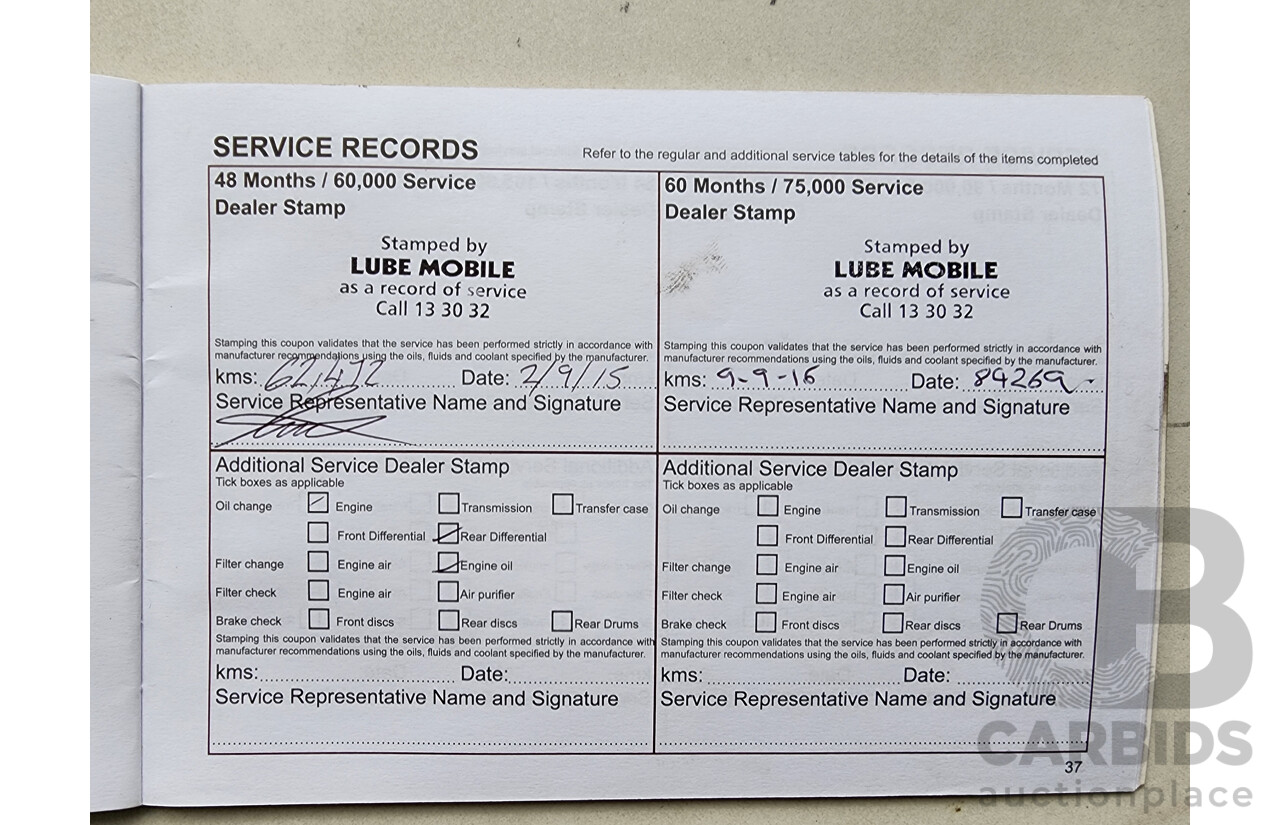 SERVICE RECORDS
Refer to the regular and additional service tables for the details of the items completed
48 Months / 60,000 Service
Dealer Stamp
Stamped by
LUBE MOBILE
as a record of service
Call 13 30 32
Stamping this coupon validates that the service has been performed strictly in accordance with
manufacturer recommendations using the oils, fluids and coolant specified by the manufacturer.
kms: 62,412 Date: 2/9/15
Service Representative Name and Signature
Additional Service Dealer Stamp
Tick boxes as applicable
Oil change Engine Transmission Transfer case
Front Differential Rear Differential
Filter change Engine air Engine oil
Filter check Engine air Air purifier
Brake check Front discs Rear discs Rear Drums
Stamping this coupon validates that the service has been performed strictly in accordance with
manufacturer recommendations using the oils, fluids and coolant specified by the manufacturer.
kms: Date:
Service Representative Name and Signature
60 Months / 75,000 Service
Dealer Stamp
Stamped by
LUBE MOBILE
as a record of service
Call 13 30 32
Stamping this coupon validates that the service has been performed strictly in accordance with
manufacturer recommendations using the oils, fluids and coolant specified by the manufacturer.
kms: 9-9-16 Date: 84269
Service Representative Name and Signature
Additional Service Dealer Stamp
Tick boxes as applicable
Oil change Engine Transmission Transfer case
Front Differential Rear Differential
Filter change Engine air Engine oil
Filter check Engine air Air purifier
Brake check Front discs Rear discs Rear Drums
Stamping this coupon validates that the service has been performed strictly in accordance with
manufacturer recommendations using the oils, fluids and coolant specified by the manufacturer.
kms: Date:
Service Representative Name and Signature
37
CARBIDS
auctionplace